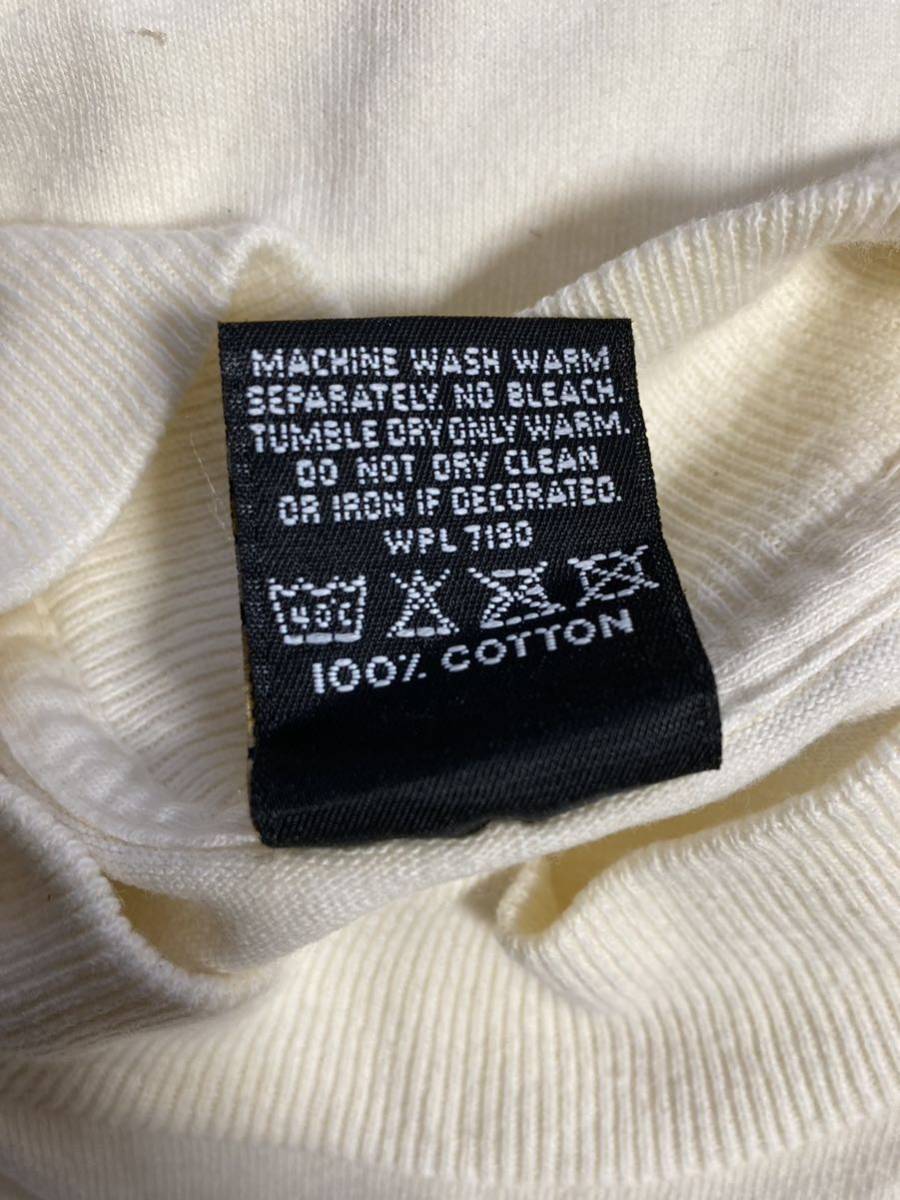 MACHINE WASH WARM
SEPARATELY. NO BLEACH.
TUMBLE DRY ONLY WARM.
DO NOT DRY CLEAN
OR IRON IF DECORATED.
WPL 7190
40C
100% COTTON